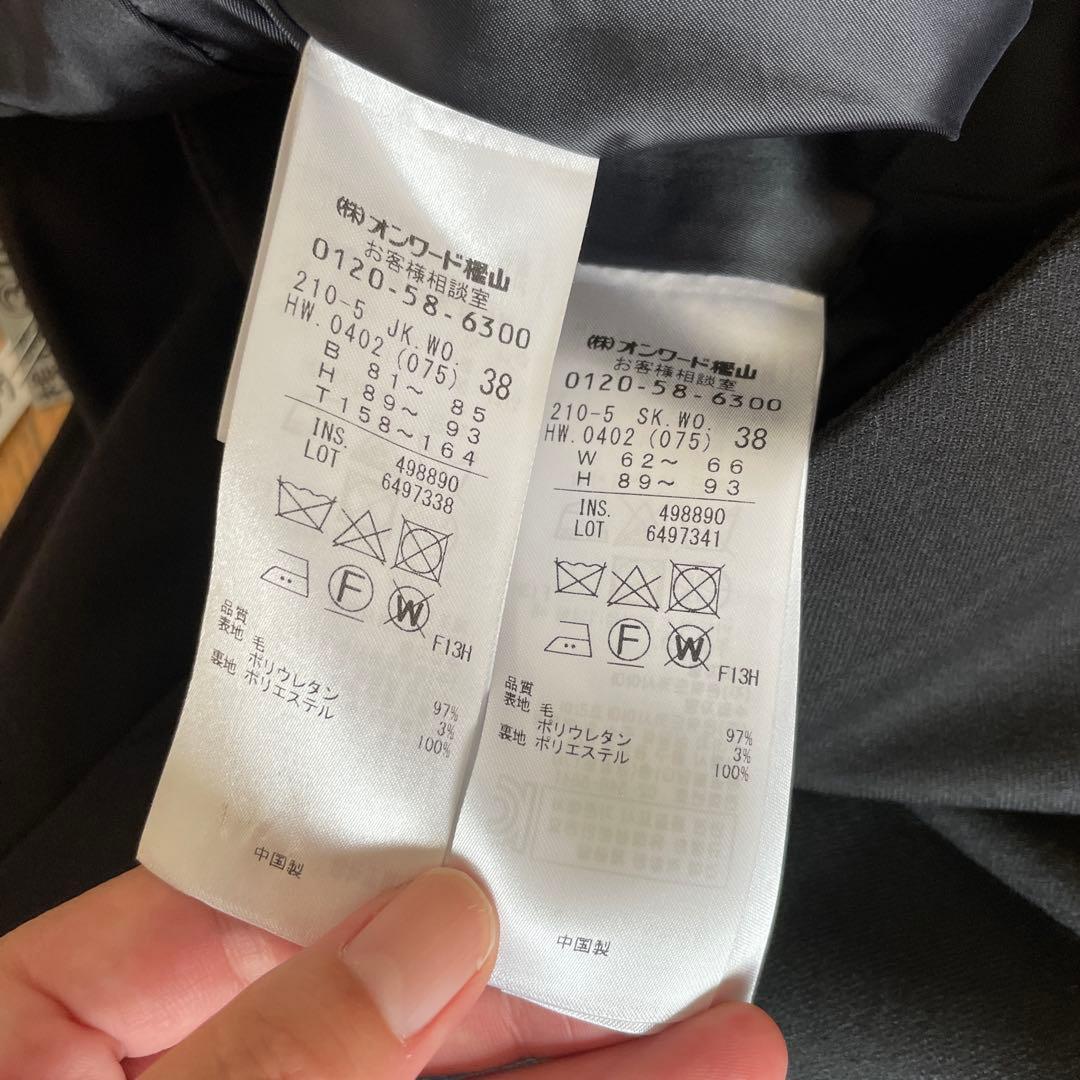 (株)オンワード樫山
お客様相談室
0120-58-6300
210-5 JK.WO.
HW.0402(075) 38
B 81～ 85
H 89～ 93
T158～164
INS. 498890
LOT 6497338
F
W
F13H
品質
表地 毛 97%
ポリウレタン 3%
裏地 ポリエステル 100%
中国製
(株)オンワード樫山
お客様相談室
0120-58-6300
210-5 SK.WO.
HW.0402(075) 38
W 62～ 66
H 89～ 93
INS. 498890
LOT 6497341
F
W
F13H
品質
表地 毛 97%
ポリウレタン 3%
裏地 ポリエステル 100%
中国製